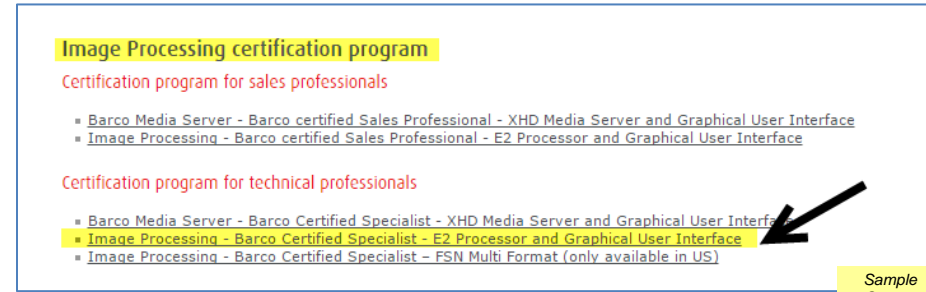 Image Processing certification program
Certification program for sales professionals
Barco Media Server - Barco certified Sales Professional - XHD Media Server and Graphical User Interface
Image Processing - Barco certified Sales Professional - E2 Processor and Graphical User Interface
Certification program for technical professionals
Barco Media Server - Barco Certified Specialist - XHD Media Server and Graphical User Interface
Image Processing - Barco Certified Specialist - E2 Processor and Graphical User Interface
Image Processing - Barco Certified Specialist – FSN Multi Format (only available in US)
Sample